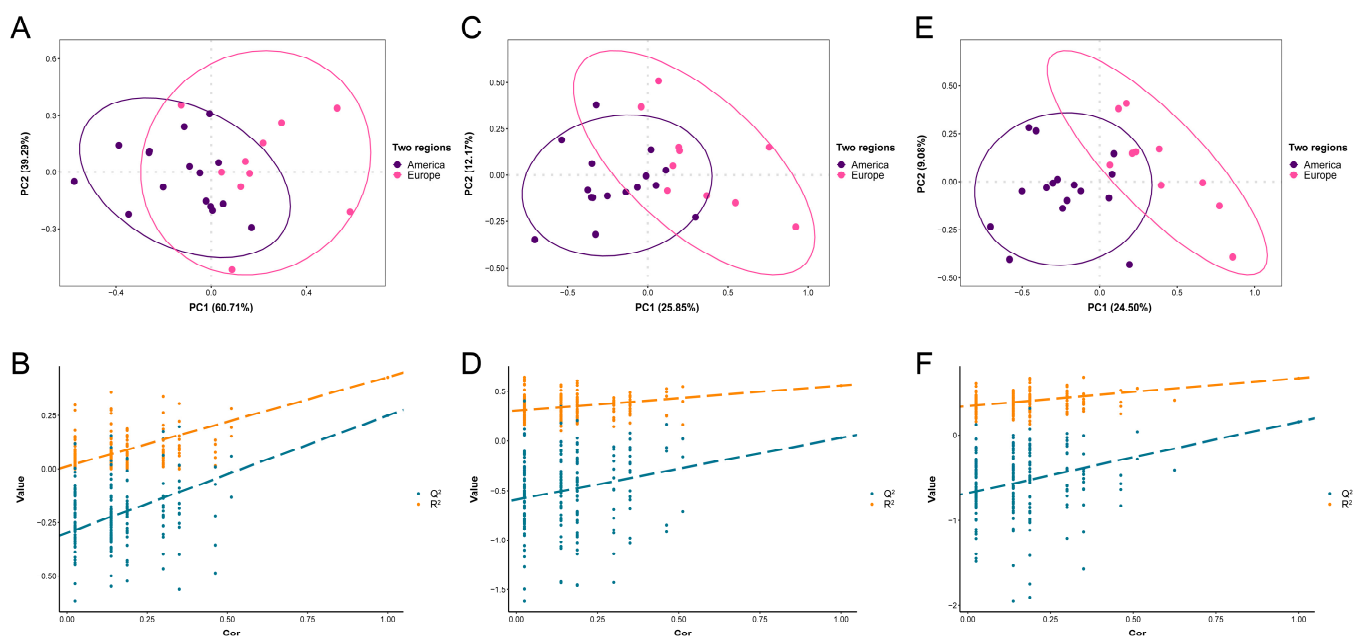 A
C
E
0.6
0.3
0.0
−0.3
PC2 (39.29%)
−0.4
0.0
0.4
PC1 (60.71%)
Two regions
America
Europe
0.50
0.25
0.00
−0.25
−0.50
PC2 (12.17%)
−0.5
0.0
0.5
1.0
PC1 (25.85%)
Two regions
America
Europe
0.50
0.25
0.00
−0.25
−0.50
PC2 (9.06%)
−0.5
0.0
0.5
1.0
PC1 (24.50%)
Two regions
America
Europe
B
D
F
0.25
0.00
−0.25
0.50
Value
0.00
0.25
0.50
0.75
1.00
Cor
Q²
R²
0.5
0.0
−0.5
−1.0
−1.5
Value
0.00
0.25
0.50
0.75
1.00
Cor
Q²
R²
0
−1
−2
Value
0.00
0.25
0.50
0.75
1.00
Cor
Q²
R²